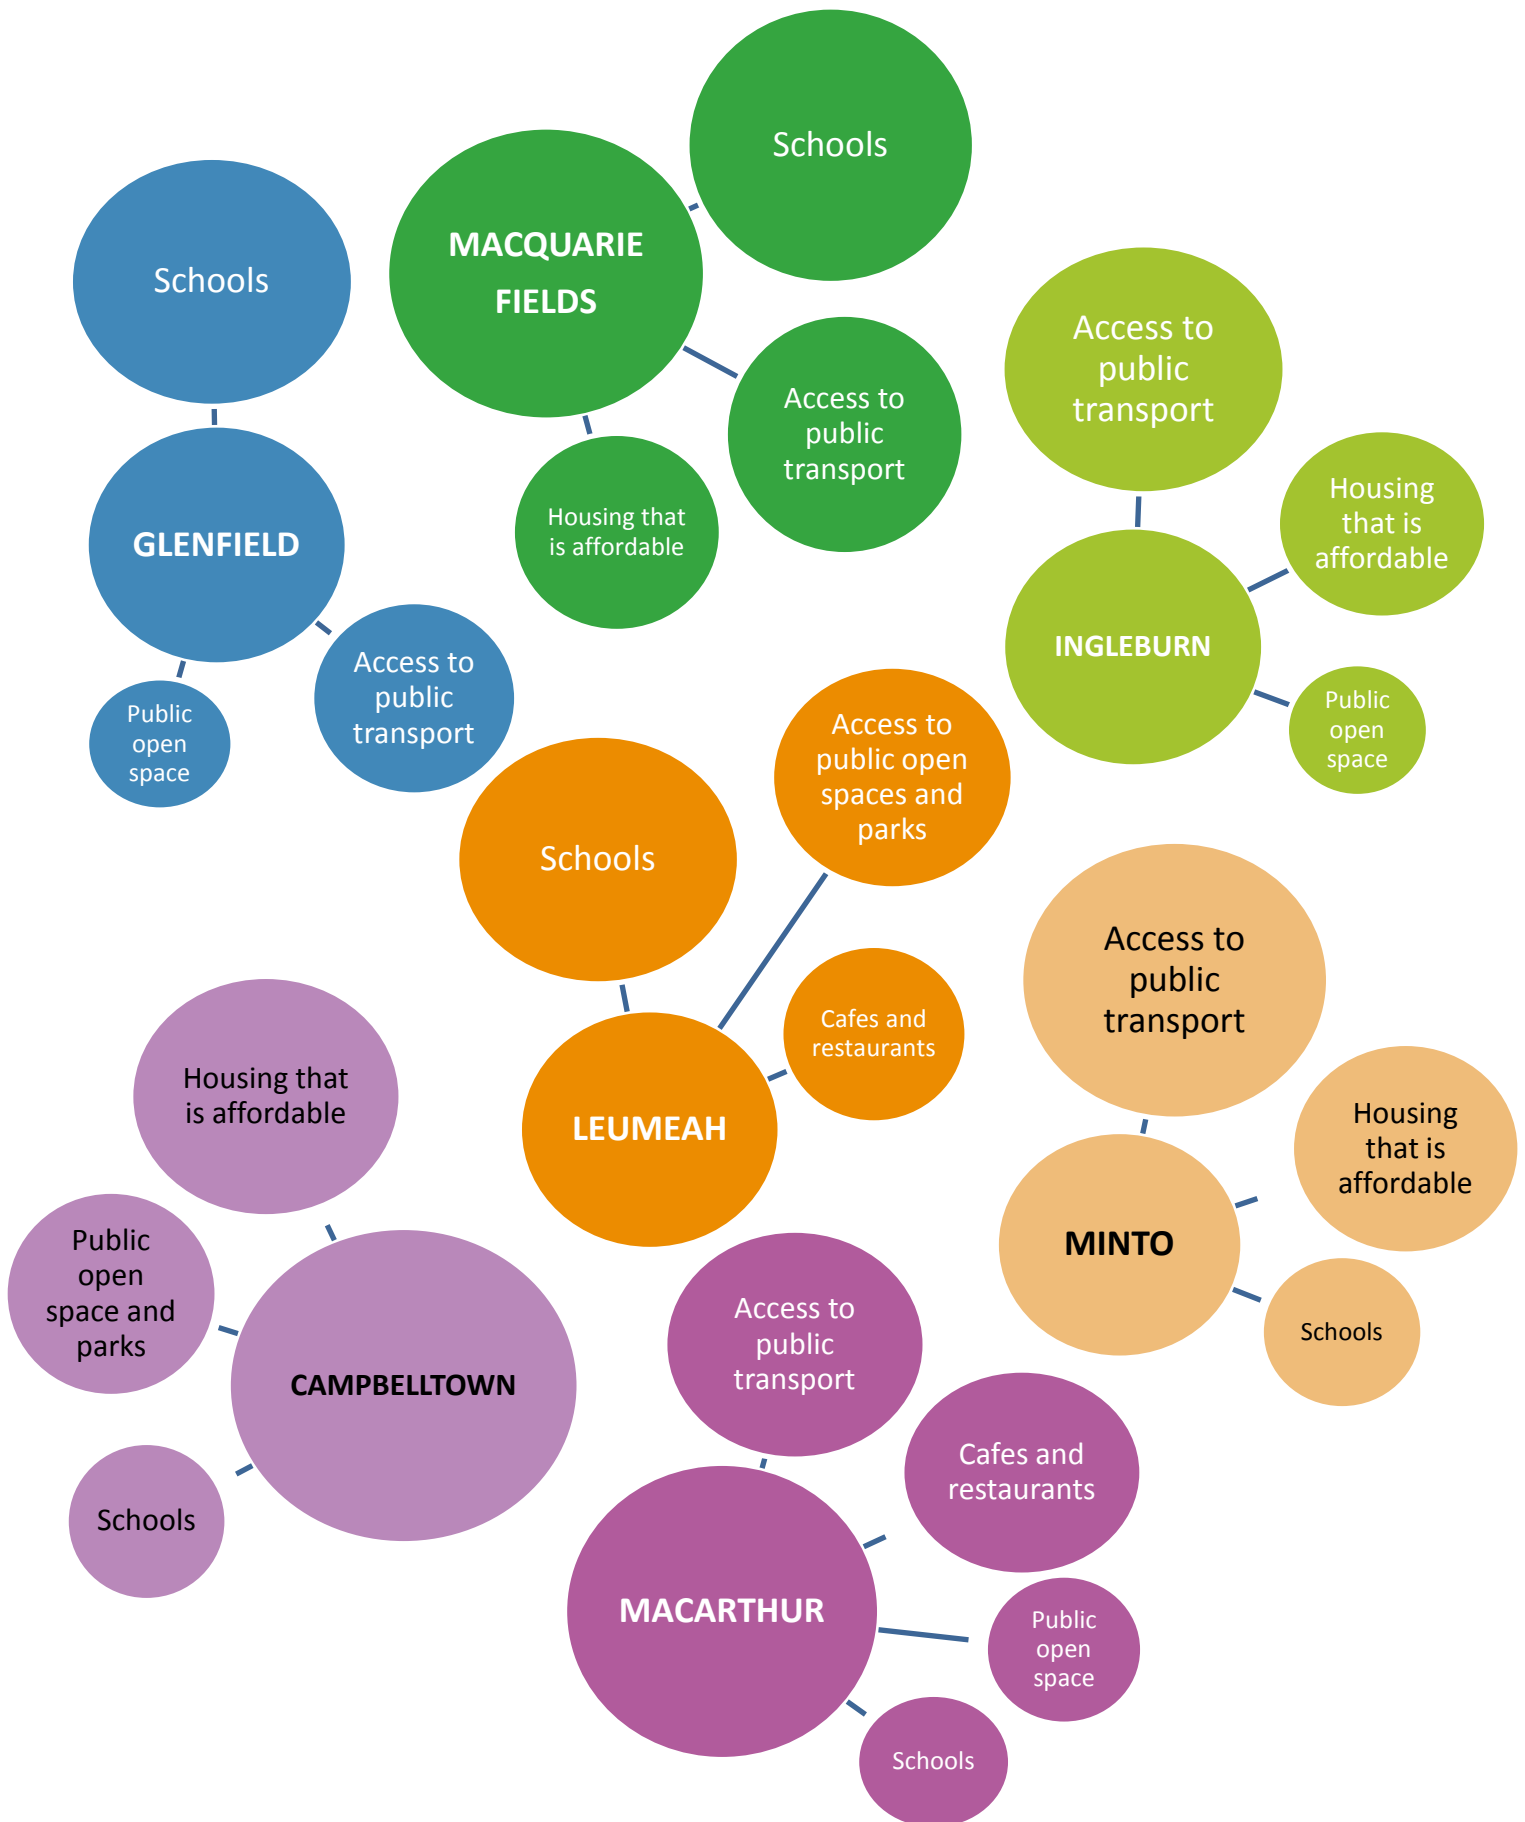 Schools
MACQUARIE
FIELDS
Schools
Access to
public
transport
Housing that
is affordable
GLENFIELD
Access to
public
transport
Public
open
space
Access to
public
transport
Housing
that is
affordable
INGLEBURN
Public
open
space
Schools
Access to
public open
spaces and
parks
Cafes and
restaurants
LEUMEAH
Access to
public
transport
Housing
that is
affordable
MINTO
Schools
Housing that
is affordable
Public
open
space and
parks
CAMPBELLTOWN
Schools
Access to
public
transport
Cafes and
restaurants
MACARTHUR
Public
open
space
Schools